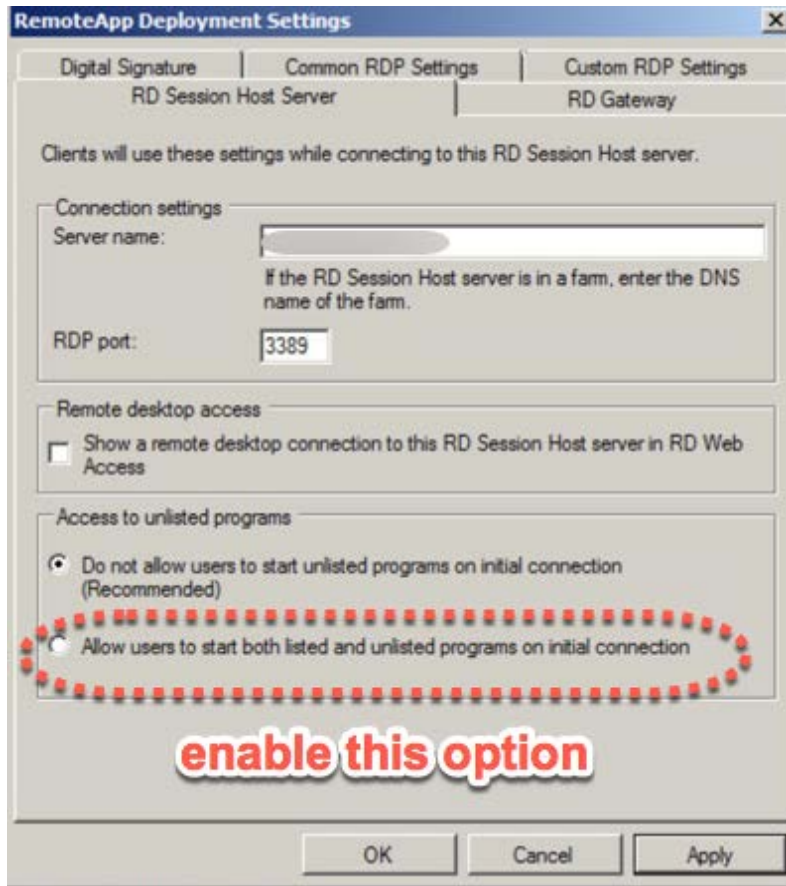 RemoteApp Deployment Settings
Digital Signature
Common RDP Settings
Custom RDP Settings
RD Session Host Server
RD Gateway
Clients will use these settings while connecting to this RD Session Host server.
Connection settings
Server name:
If the RD Session Host server is in a farm, enter the DNS
name of the farm.
RDP port:
3389
Remote desktop access
Show a remote desktop connection to this RD Session Host server in RD Web
Access
Access to unlisted programs
Do not allow users to start unlisted programs on initial connection
(Recommended)
Allow users to start both listed and unlisted programs on initial connection
enable this option
OK
Cancel
Apply